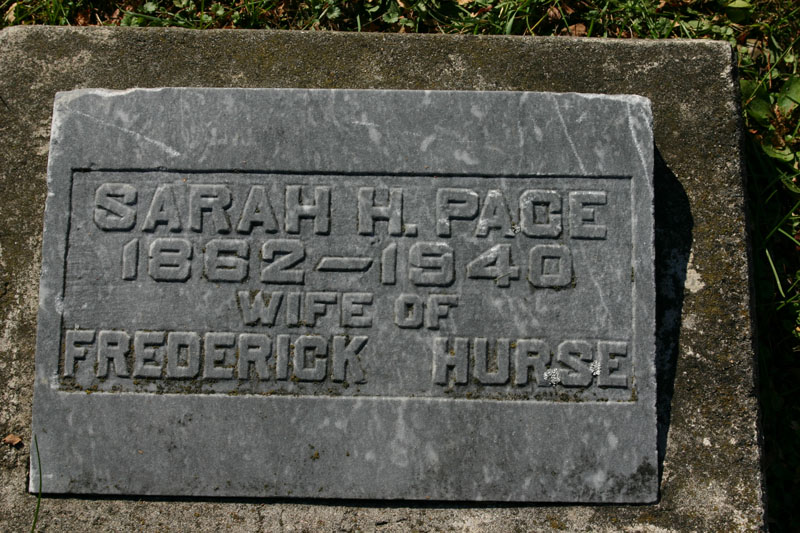 SARAH H. PAGE
1862–1940
WIFE OF
FREDERICK HURSE